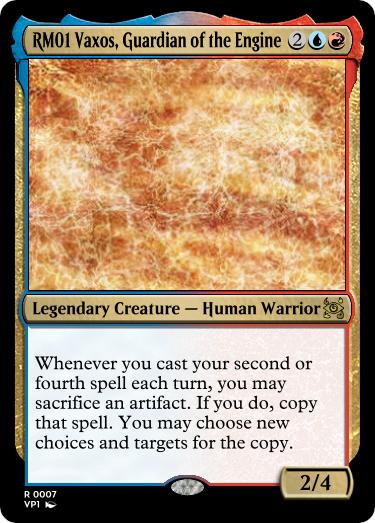 RM01 Vaxos, Guardian of the Engine 2
Legendary Creature — Human Warrior
Whenever you cast your second or
fourth spell each turn, you may
sacrifice an artifact. If you do, copy
that spell. You may choose new
choices and targets for the copy.
2/4
R 0007
VP1